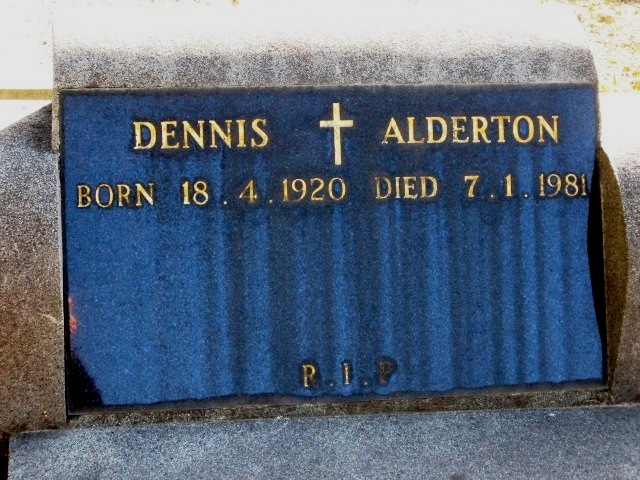 DENNIS ALDERTON
BORN 18.4.1920 DIED 7.1.1981
R.I.P